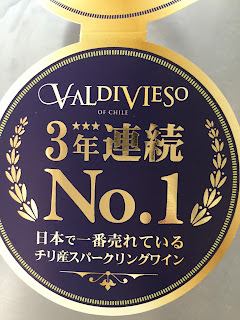 VALDIVIESO
OF CHILE
3年連続
No.1
日本で一番売れている
チリ産スパークリングワイン